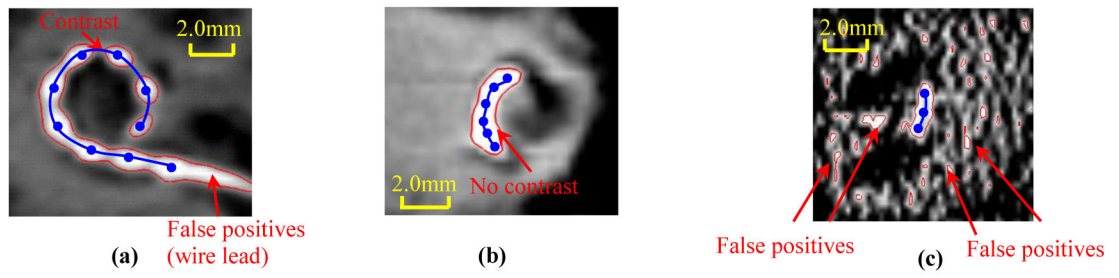 Contrast
2.0mm
False positives
(wire lead)
(a)
2.0mm
No contrast
(b)
2.0mm
False positives
False positives
(c)